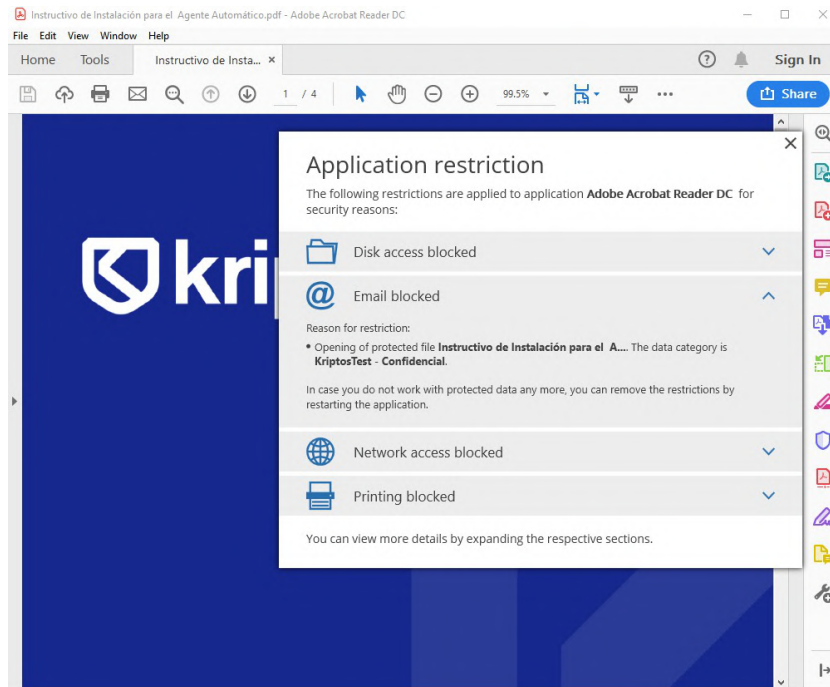 Instructivo de Instalación para el  Agente Automático.pdf - Adobe Acrobat Reader DC
File Edit View Window Help
Home Tools Instructivo de Insta... × Sign In
1 / 4 99.5% Share
Application restriction
The following restrictions are applied to application Adobe Acrobat Reader DC  for
security reasons:
Disk access blocked
Email blocked
Reason for restriction:
• Opening of protected file Instructivo de Instalación para el  A.... The data category is
KriptosTest - Confidencial.
In case you do not work with protected data any more, you can remove the restrictions by
restarting the application.
Network access blocked
Printing blocked
You can view more details by expanding the respective sections.
kri